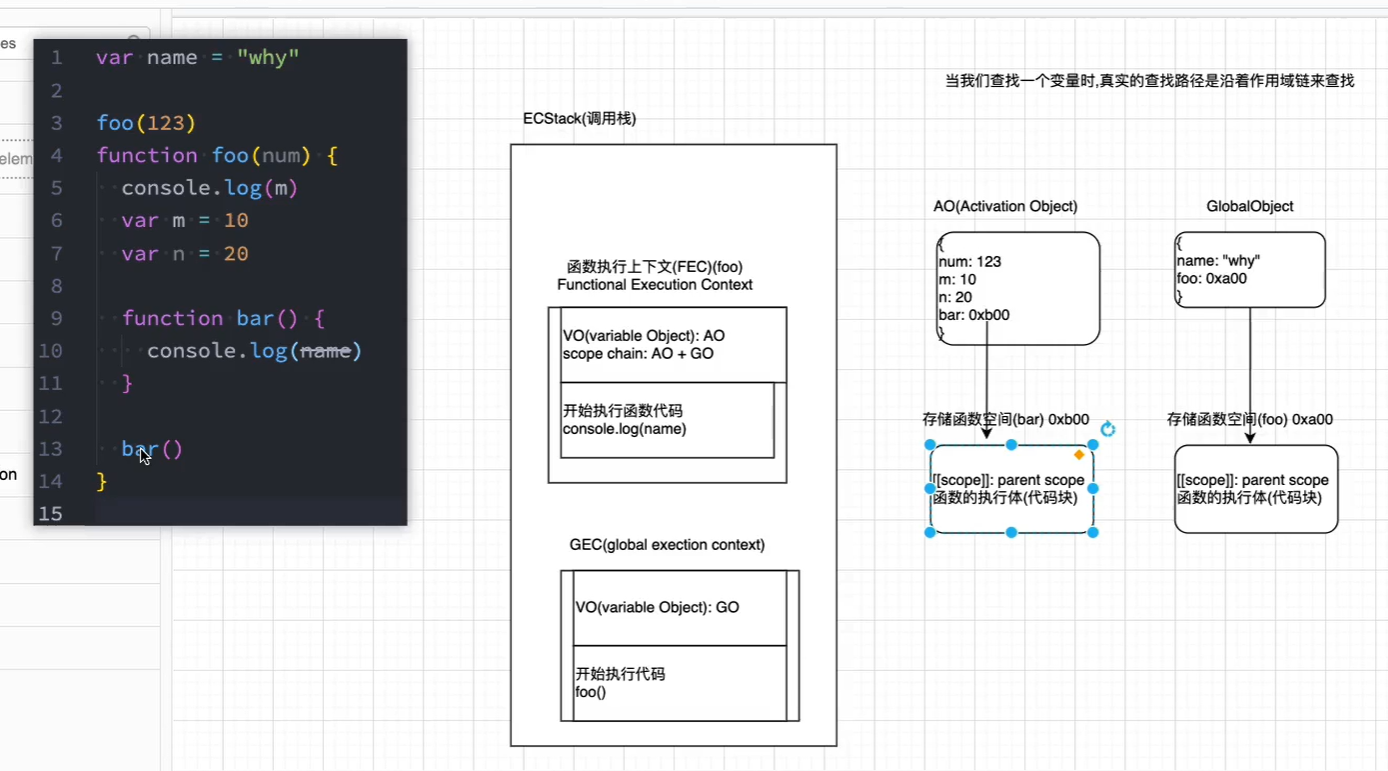 es
elem
on
1 var name = "why"
2
3 foo(123)
4 function foo(num) {
5 console.log(m)
6 var m = 10
7 var n = 20
8
9 function bar() {
10 console.log(name)
11 }
12
13 bar()
14 }
15
当我们查找一个变量时,真实的查找路径是沿着作用域链来查找
ECStack(调用栈)
函数执行上下文(FEC)(foo)
Functional Execution Context
VO(variable Object): AO
scope chain: AO + GO
开始执行函数代码
console.log(name)
GEC(global exection context)
VO(variable Object): GO
开始执行代码
foo()
AO(Activation Object)
{
num: 123
m: 10
n: 20
bar: 0xb00
}
存储函数空间(bar) 0xb00
[[scope]]: parent scope
函数的执行体(代码块)
GlobalObject
{
name: "why"
foo: 0xa00
}
存储函数空间(foo) 0xa00
[[scope]]: parent scope
函数的执行体(代码块)